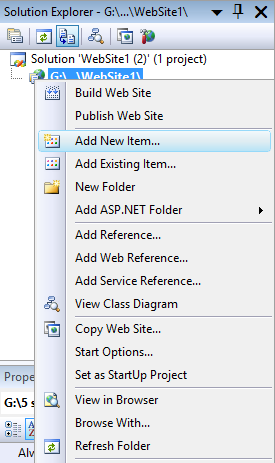 Solution Explorer - G:\...\WebSite1\
Solution 'WebSite1 (2)' (1 project)
G:\...\WebSite1\
Build Web Site
Publish Web Site
Add New Item...
Add Existing Item...
New Folder
Add ASP.NET Folder
Add Reference...
Add Web Reference...
Add Service Reference...
View Class Diagram
Copy Web Site...
Start Options...
Set as StartUp Project
View in Browser
Browse With...
Refresh Folder
Prope
G:\5 s
Alw